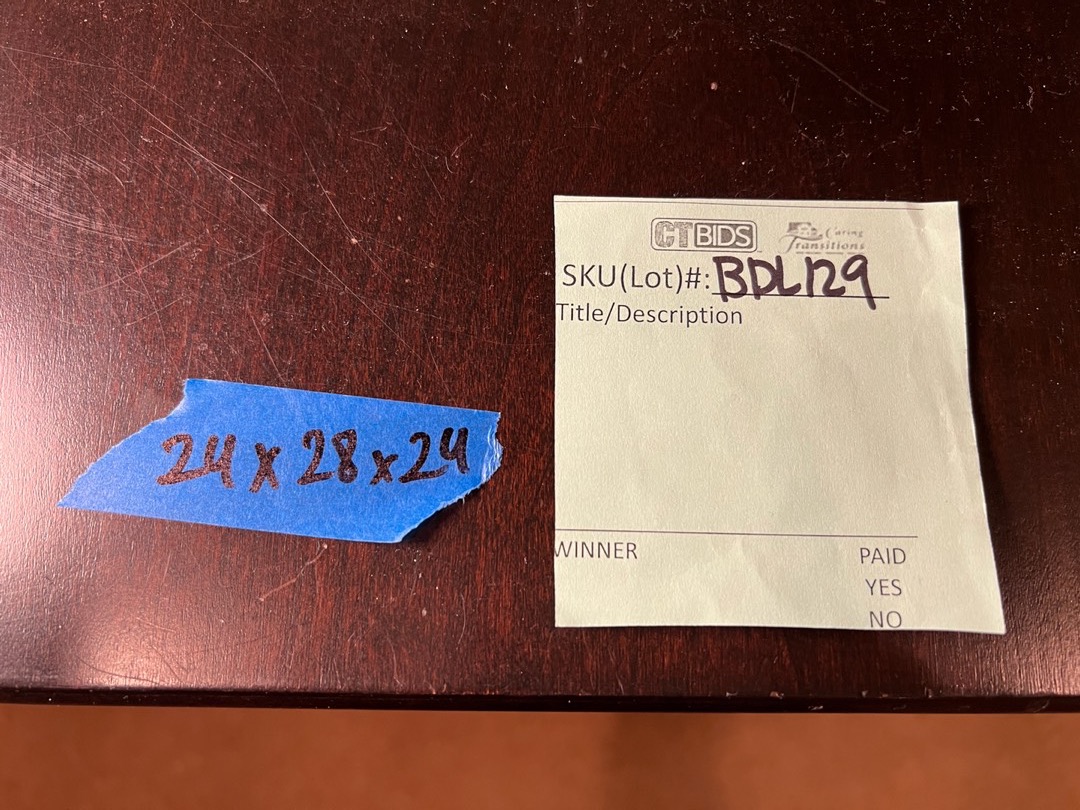 24 x 28 x 24
CTBIDS
Caring
Transitions
SKU(Lot)#: BDL129
Title/Description
WINNER
PAID
YES
NO